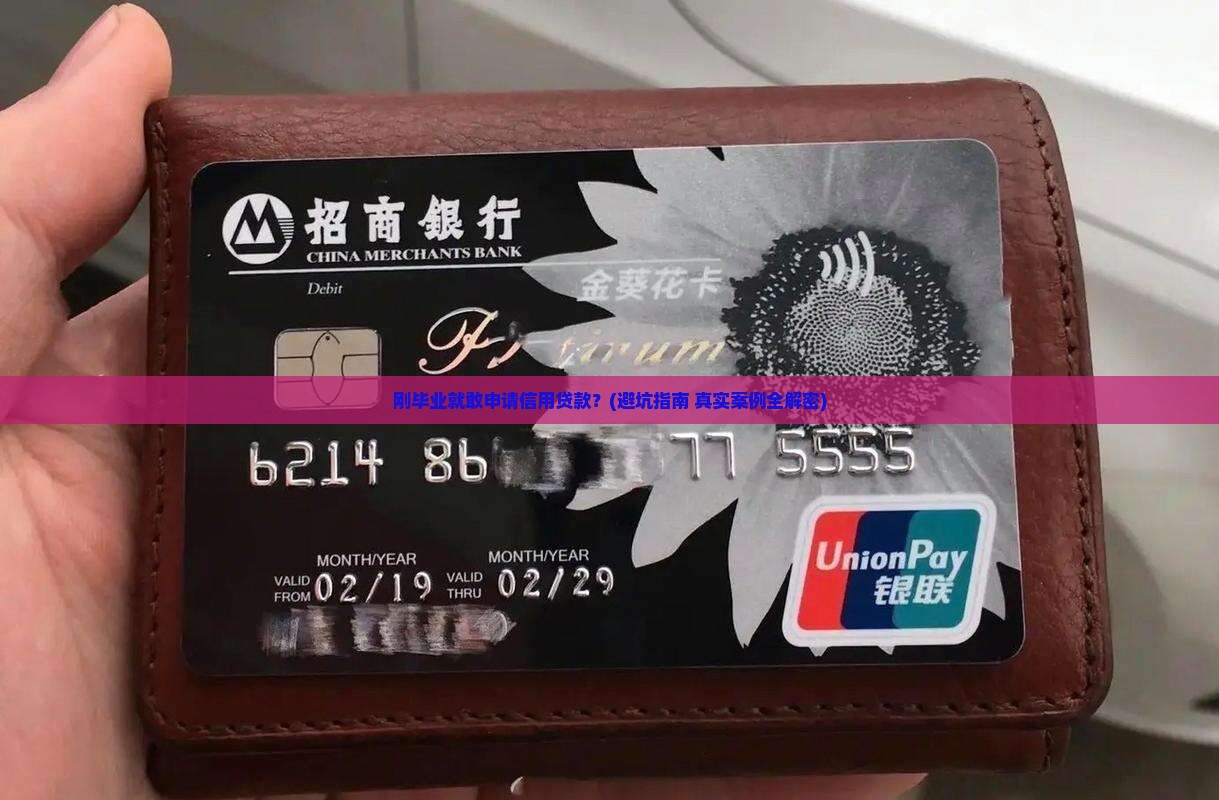 招商銀行
CHINA MERCHANTS BANK
Debit
金葵花卡
刚毕业就敢申请信用贷款？(避坑指南 真实案例全解密)
6214 86 77 5555
MONTH/YEAR MONTH/YEAR
VALID FROM 02/19 VALID THRU 02/29
UnionPay
银联